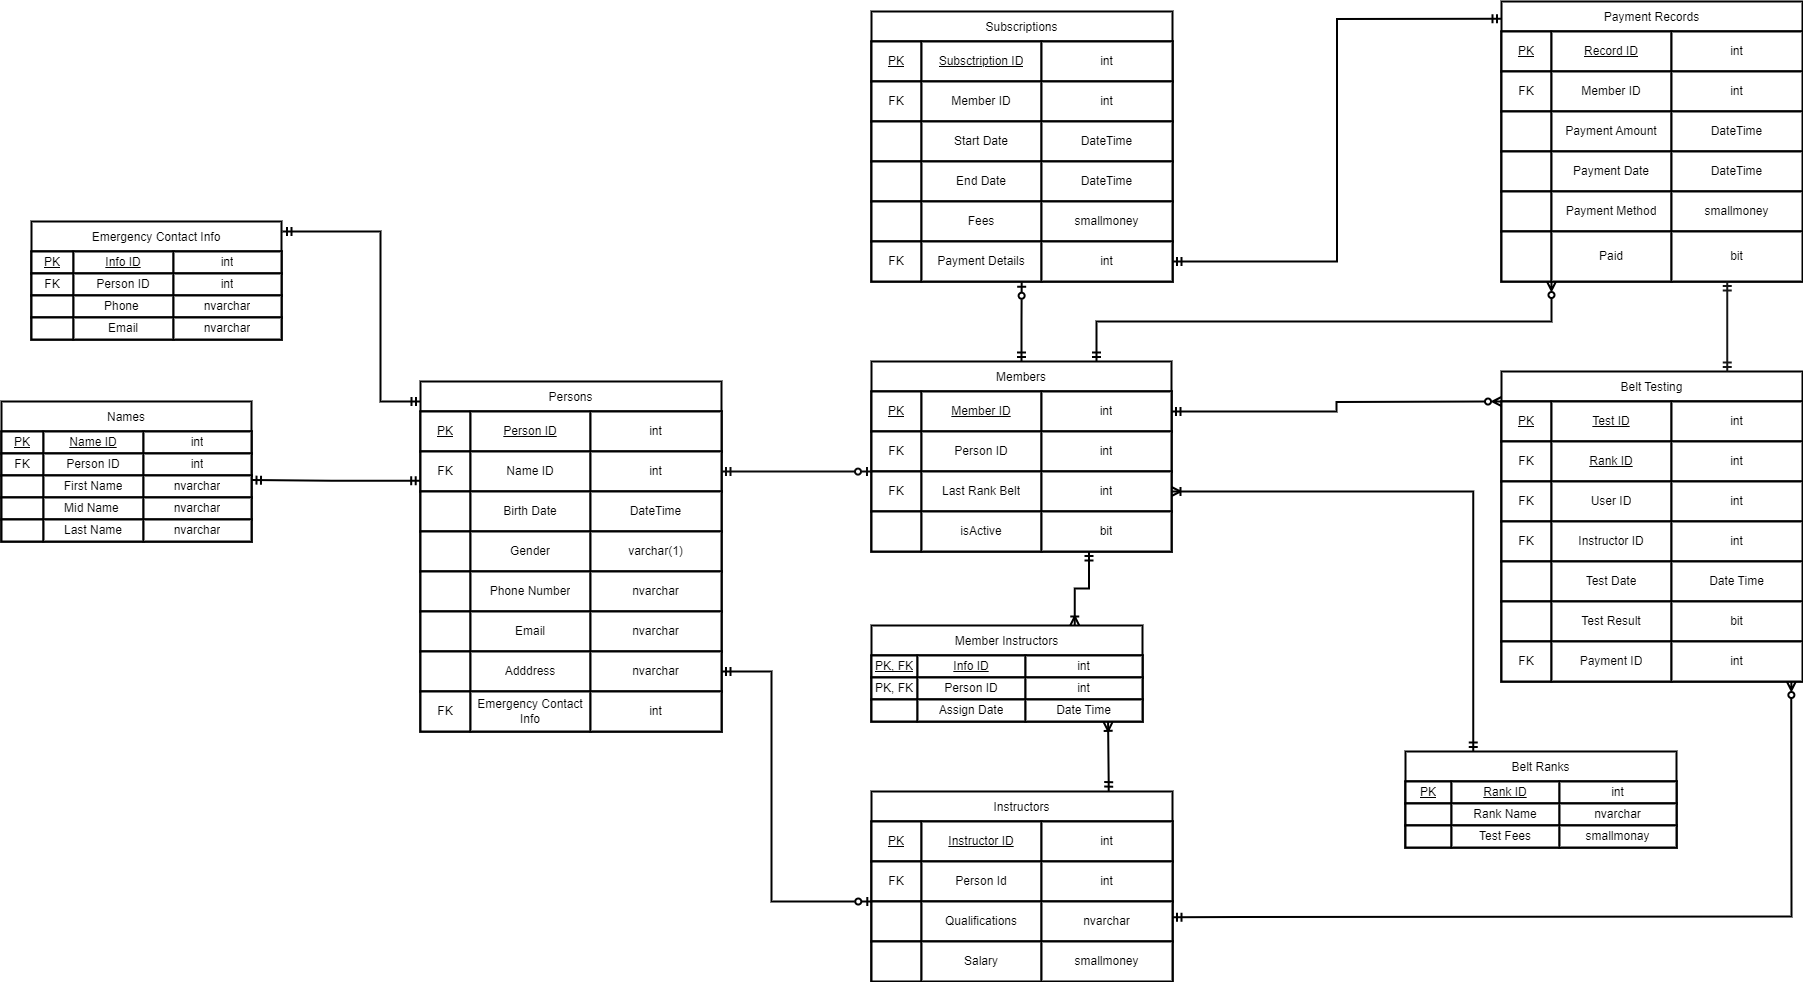 Subscriptions
PK Subsctription ID int
FK Member ID int
Start Date DateTime
End Date DateTime
Fees smallmoney
FK Payment Details int
Payment Records
PK Record ID int
FK Member ID int
Payment Amount DateTime
Payment Date DateTime
Payment Method smallmoney
Paid bit
Emergency Contact Info
PK Info ID int
FK Person ID int
Phone nvarchar
Email nvarchar
Names
PK Name ID int
FK Person ID int
First Name nvarchar
Mid Name nvarchar
Last Name nvarchar
Persons
PK Person ID int
FK Name ID int
Birth Date DateTime
Gender varchar(1)
Phone Number nvarchar
Email nvarchar
Adddress nvarchar
FK Emergency Contact
Info int
Members
PK Member ID int
FK Person ID int
FK Last Rank Belt int
isActive bit
Belt Testing
PK Test ID int
FK Rank ID int
FK User ID int
FK Instructor ID int
Test Date Date Time
Test Result bit
FK Payment ID int
Member Instructors
PK, FK Info ID int
PK, FK Person ID int
Assign Date Date Time
Belt Ranks
PK Rank ID int
Rank Name nvarchar
Test Fees smallmonay
Instructors
PK Instructor ID int
FK Person Id int
Qualifications nvarchar
Salary smallmoney